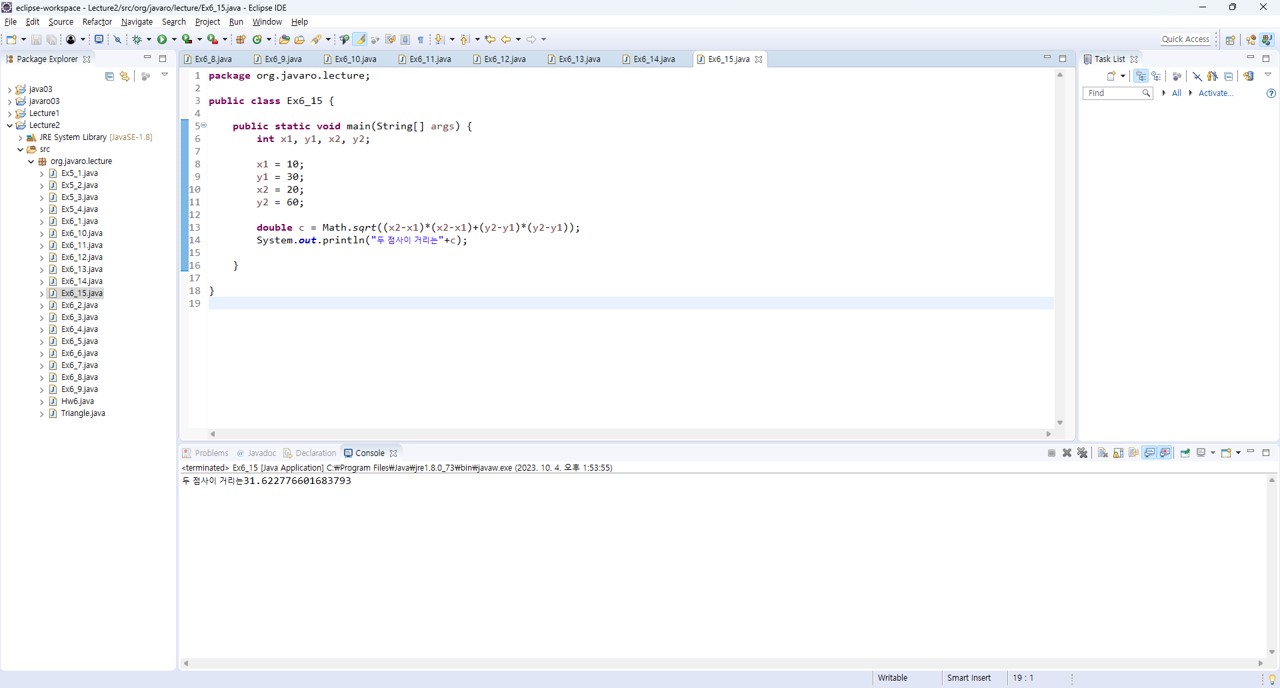 eclipse-workspace - Lecture2/src/org/javaro/lecture/Ex6_15.java - Eclipse IDE
File Edit Source Refactor Navigate Search Project Run Window Help
Quick Access
Package Explorer
Ex6_8.java Ex6_9.java Ex6_10.java Ex6_11.java Ex6_12.java Ex6_13.java Ex6_14.java Ex6_15.java
Task List
Find All Activate...
java03
javaro03
Lecture1
Lecture2
JRE System Library [JavaSE-1.8]
src
org.javaro.lecture
Ex5_1.java
Ex5_2.java
Ex5_3.java
Ex5_4.java
Ex6_1.java
Ex6_10.java
Ex6_11.java
Ex6_12.java
Ex6_13.java
Ex6_14.java
Ex6_15.java
Ex6_2.java
Ex6_3.java
Ex6_4.java
Ex6_5.java
Ex6_6.java
Ex6_7.java
Ex6_8.java
Ex6_9.java
Hw6.java
Triangle.java
1 package org.javaro.lecture;
2
3 public class Ex6_15 {
4
5 public static void main(String[] args) {
6 int x1, y1, x2, y2;
7
8 x1 = 10;
9 y1 = 30;
10 x2 = 20;
11 y2 = 60;
12
13 double c = Math.sqrt((x2-x1)*(x2-x1)+(y2-y1)*(y2-y1));
14 System.out.println("두 점사이 거리는"+c);
15
16 }
17
18 }
19
Problems Javadoc Declaration Console
<terminated> Ex6_15 [Java Application] C:₩Program Files₩Java₩jre1.8.0_73₩bin₩javaw.exe (2023. 10. 4. 오후 1:53:55)
두 점사이 거리는31.622776601683793
Writable Smart Insert 19 : 1